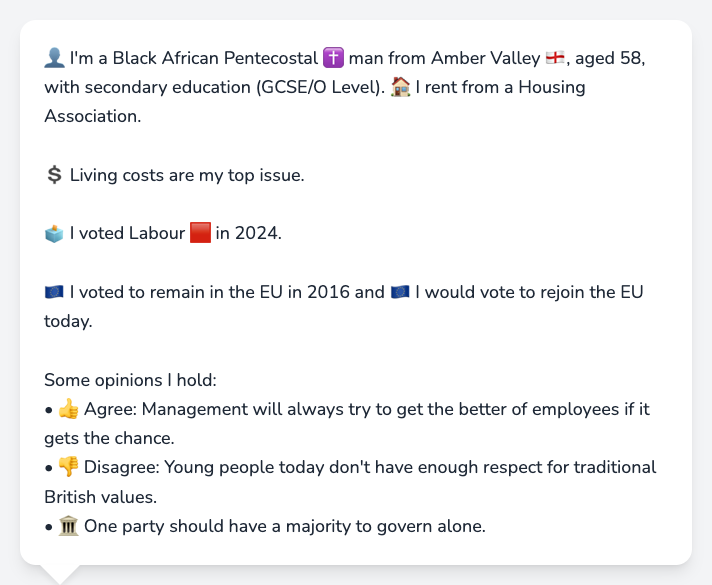 👤 I'm a Black African Pentecostal ✝️ man from Amber Valley 🏴󠁧󠁢󠁥󠁮󠁧󠁿, aged 58,
with secondary education (GCSE/O Level). 🏠 I rent from a Housing
Association.
💲 Living costs are my top issue.
🗳️ I voted Labour 🟥 in 2024.
🇪🇺 I voted to remain in the EU in 2016 and 🇪🇺 I would vote to rejoin the EU
today.
Some opinions I hold:
• 👍 Agree: Management will always try to get the better of employees if it
gets the chance.
• 👎 Disagree: Young people today don't have enough respect for traditional
British values.
• 🏛️ One party should have a majority to govern alone.